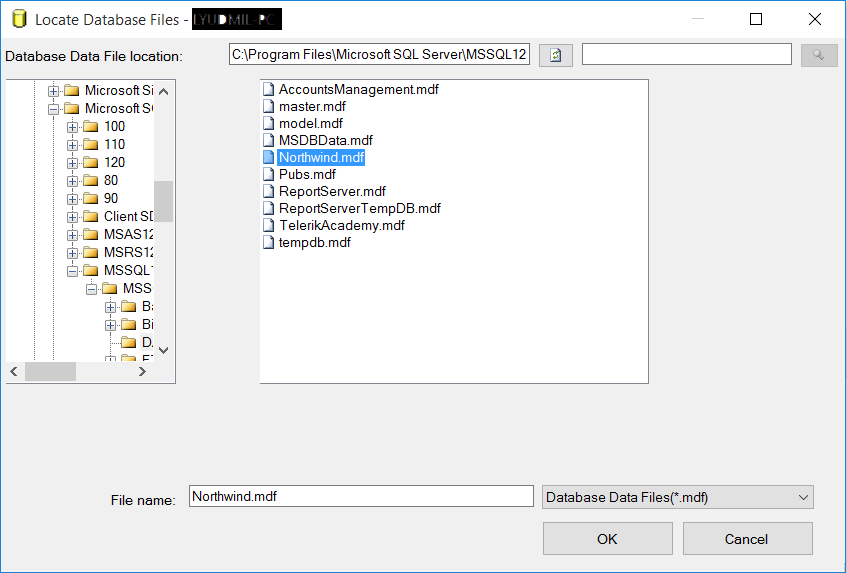 Locate Database Files - LYUDMIL-PC
Database Data File location:
C:\Program Files\Microsoft SQL Server\MSSQL12
Microsoft Si
Microsoft S
100
110
120
80
90
Client SD
MSAS12
MSRS12
MSSQL1
MSS
Ba
Bi
D
AccountsManagement.mdf
master.mdf
model.mdf
MSDBData.mdf
Northwind.mdf
Pubs.mdf
ReportServer.mdf
ReportServerTempDB.mdf
TelerikAcademy.mdf
tempdb.mdf
File name:
Northwind.mdf
Database Data Files(*.mdf)
OK
Cancel